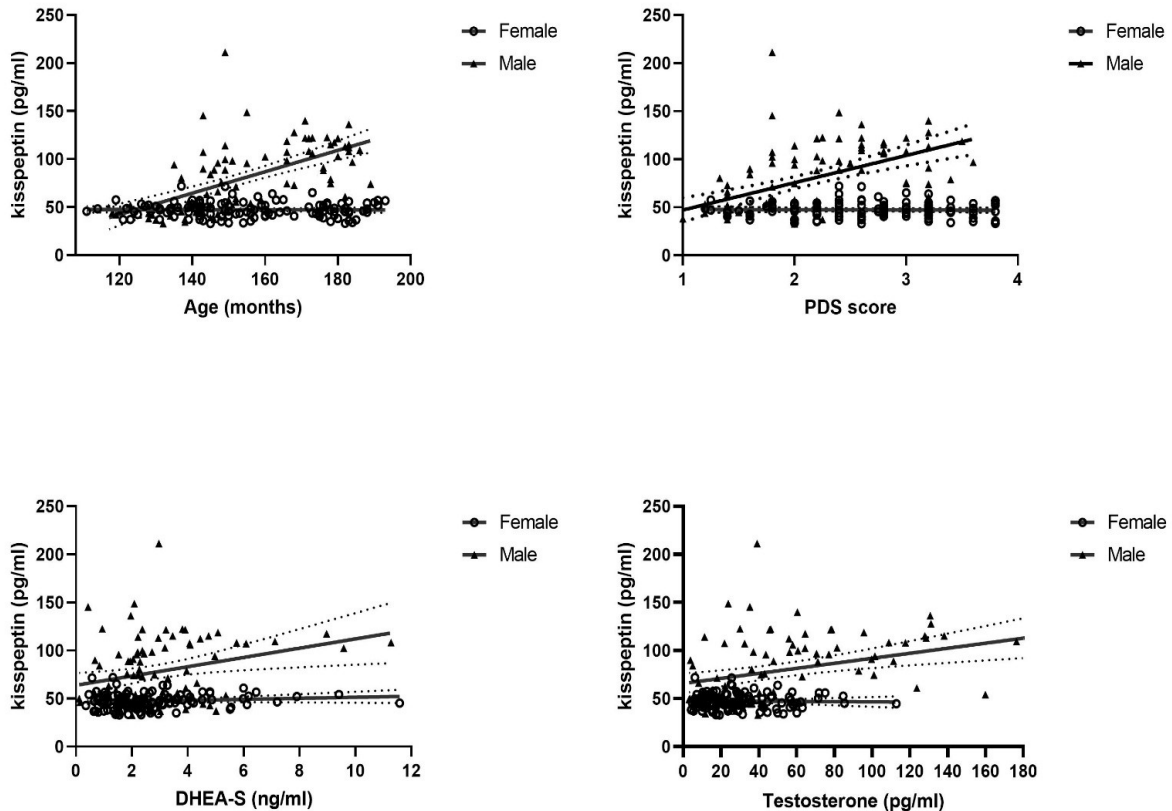 250
200
150
100
50
0
kisspeptin (pg/ml)
120 140 160 180 200
Age (months)
Female
Male
250
200
150
100
50
0
kisspeptin (pg/ml)
1 2 3 4
PDS score
Female
Male
250
200
150
100
50
0
kisspeptin (pg/ml)
0 2 4 6 8 10 12
DHEA-S (ng/ml)
Female
Male
250
200
150
100
50
0
kisspeptin (pg/ml)
0 20 40 60 80 100 120 140 160 180
Testosterone (pg/ml)
Female
Male